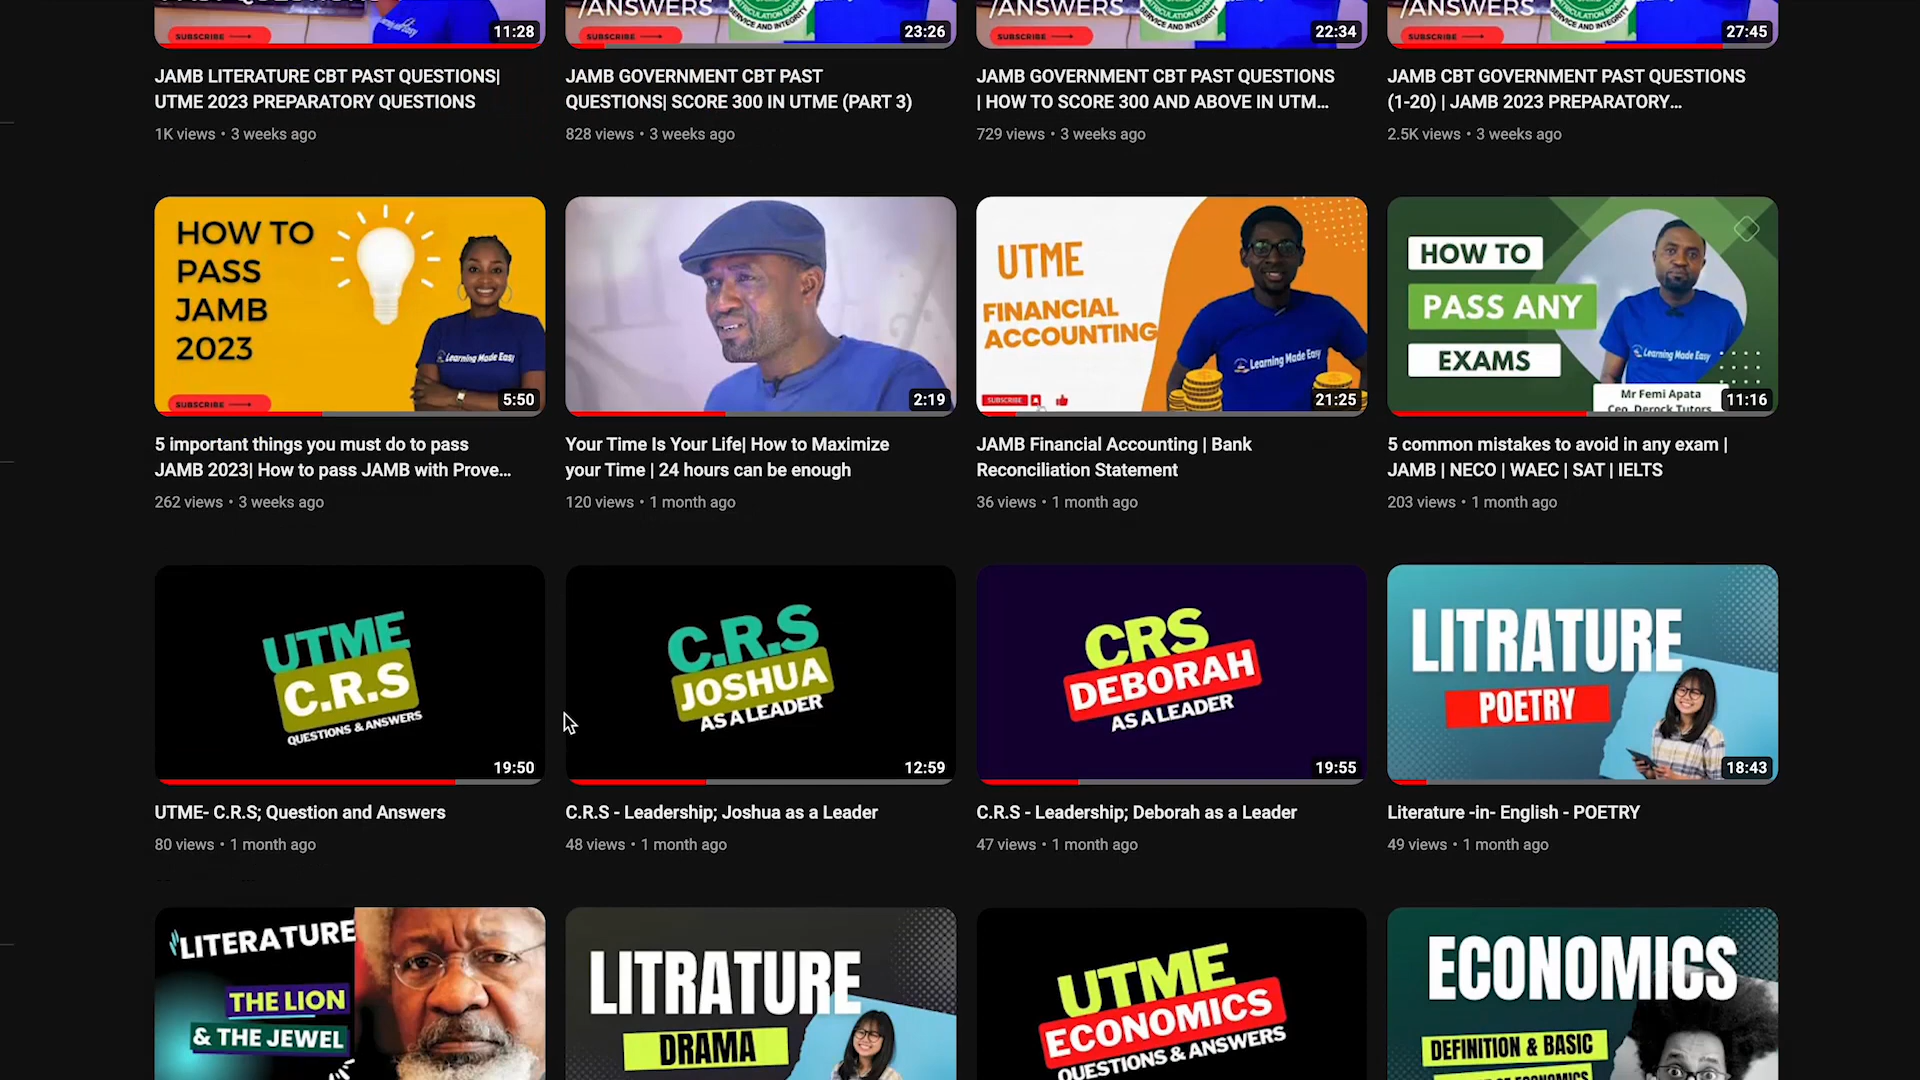 /ANSWERS
/ANSWERS
/ANSWERS
SERVICE AND INTEGRITY
SERVICE AND INTEGRITY
SERVICE AND INTEGRITY
SUBSCRIBE
11:28
SUBSCRIBE
23:26
SUBSCRIBE
22:34
SUBSCRIBE
27:45
JAMB LITERATURE CBT PAST QUESTIONS|
UTME 2023 PREPARATORY QUESTIONS
1K views • 3 weeks ago
JAMB GOVERNMENT CBT PAST
QUESTIONS| SCORE 300 IN UTME (PART 3)
828 views • 3 weeks ago
JAMB GOVERNMENT CBT PAST QUESTIONS
| HOW TO SCORE 300 AND ABOVE IN UTM...
729 views • 3 weeks ago
JAMB CBT GOVERNMENT PAST QUESTIONS
(1-20) | JAMB 2023 PREPARATORY...
2.5K views • 3 weeks ago
HOW TO
PASS
JAMB
2023
Learning Made Easy
SUBSCRIBE
5:50
2:19
UTME
FINANCIAL
ACCOUNTING
Learning Made Easy
SUBSCRIBE
21:25
HOW TO
PASS ANY
EXAMS
Learning Made Easy
Mr Femi Apata
Ceo, Derock Tutors
11:16
5 important things you must do to pass
JAMB 2023| How to pass JAMB with Prove...
262 views • 3 weeks ago
Your Time Is Your Life| How to Maximize
your Time | 24 hours can be enough
120 views • 1 month ago
JAMB Financial Accounting | Bank
Reconciliation Statement
36 views • 1 month ago
5 common mistakes to avoid in any exam |
JAMB | NECO | WAEC | SAT | IELTS
203 views • 1 month ago
UTME
C.R.S
QUESTIONS & ANSWERS
19:50
C.R.S
JOSHUA
AS A LEADER
12:59
CRS
DEBORAH
AS A LEADER
19:55
LITRATURE
POETRY
18:43
UTME- C.R.S; Question and Answers
80 views • 1 month ago
C.R.S - Leadership; Joshua as a Leader
48 views • 1 month ago
C.R.S - Leadership; Deborah as a Leader
47 views • 1 month ago
Literature -in- English - POETRY
49 views • 1 month ago
LITERATURE
THE LION
& THE JEWEL
LITRATURE
DRAMA
UTME
ECONOMICS
QUESTIONS & ANSWERS
ECONOMICS
DEFINITION & BASIC